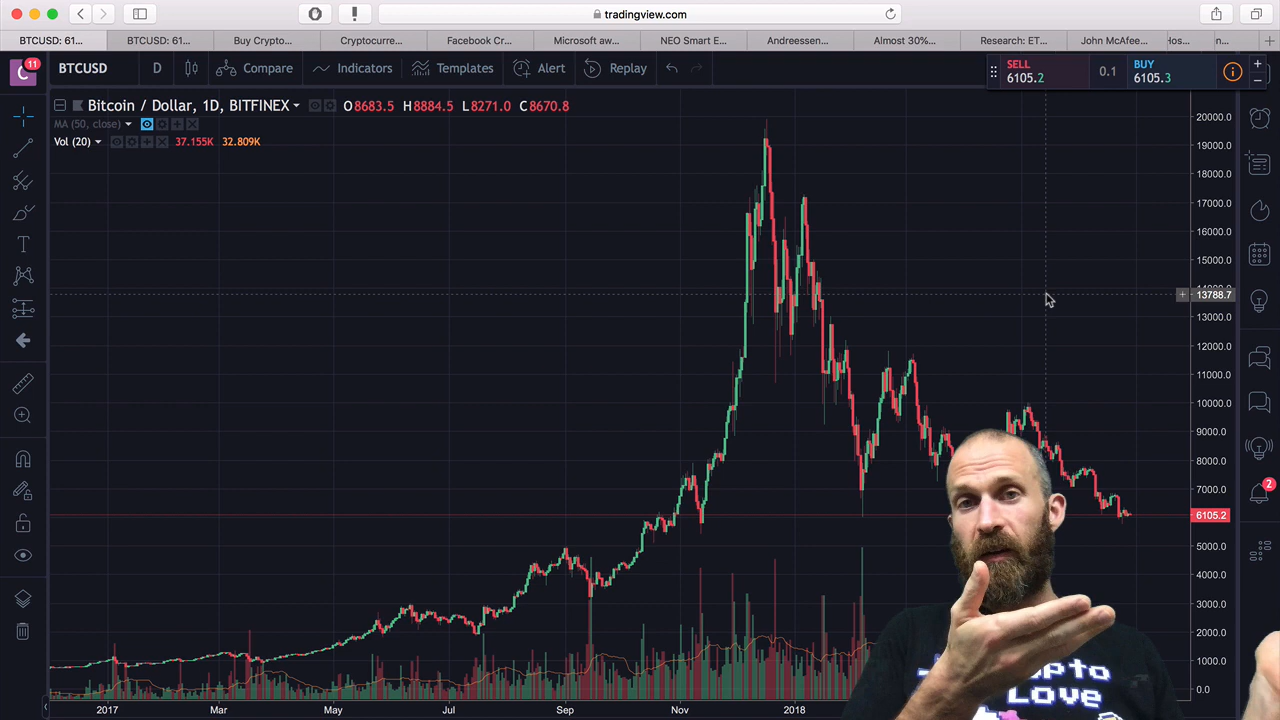 tradingview.com
BTCUSD: 61...
BTCUSD: 61...
Buy Crypto...
Cryptocurre...
Facebook Cr...
Microsoft aw...
NEO Smart E...
Andreessen...
Almost 30%...
Research: ET...
John McAfee...
Hos...
n...
C
11
BTCUSD
D
Compare
Indicators
Templates
Alert
Replay
SELL
6105.2
0.1
BUY
6105.3
Bitcoin / Dollar, 1D, BITFINEX
O8683.5 H8884.5 L8271.0 C8670.8
MA (50, close)
Vol (20)
37.155K 32.809K
20000.0
19000.0
18000.0
17000.0
16000.0
15000.0
13788.7
13000.0
12000.0
11000.0
10000.0
9000.0
8000.0
7000.0
6105.2
5000.0
4000.0
3000.0
2000.0
1000.0
0.0
2
2017
Mar
May
Jul
Sep
Nov
2018
pto
Love